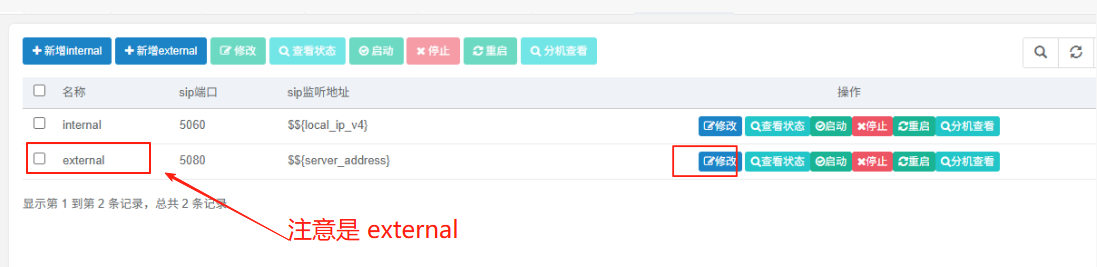 新增internal 新增external 修改 查看状态 启动 停止 重启 分机查看
名称 sip端口 sip监听地址 操作
internal 5060 $${local_ip_v4} 修改 查看状态 启动 停止 重启 分机查看
external 5080 $${server_address} 修改 查看状态 启动 停止 重启 分机查看
显示第 1 到第 2 条记录，总共 2 条记录
注意是 external